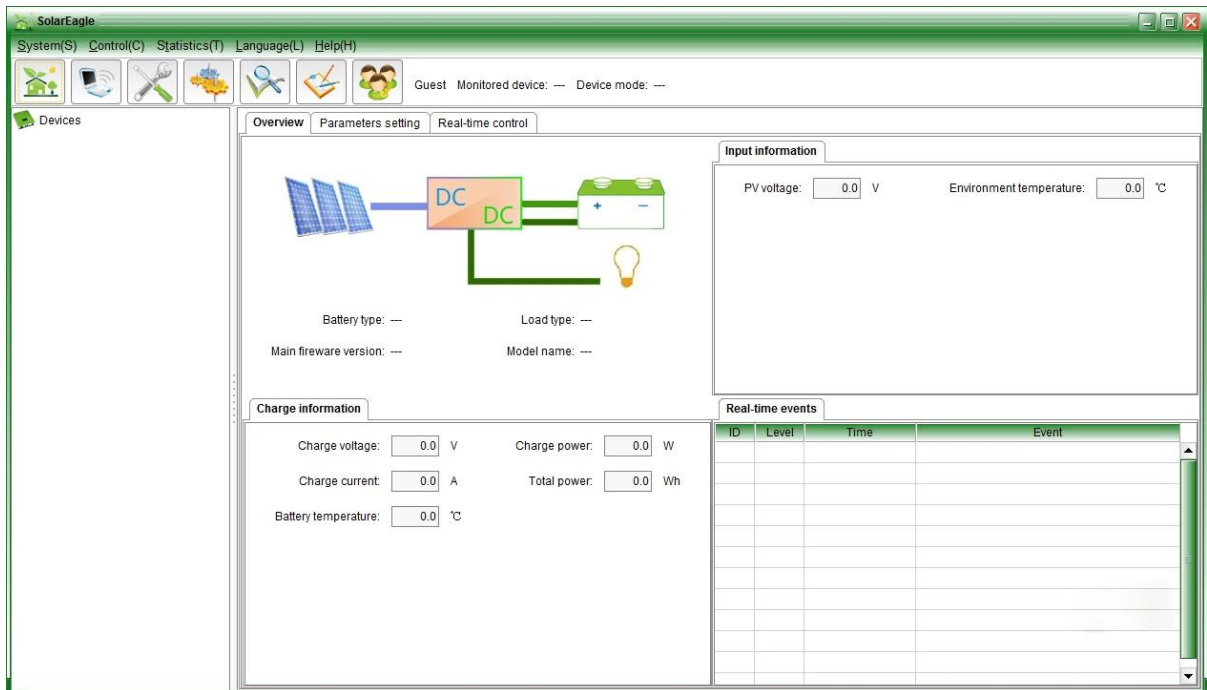 SolarEagle
System(S) Control(C) Statistics(T) Language(L) Help(H)
Guest Monitored device: --- Device mode: ---
Devices
Overview Parameters setting Real-time control
DC
DC
+ −
Battery type: --- Load type: ---
Main fireware version: --- Model name: ---
Input information
PV voltage: 0.0 V Environment temperature: 0.0 ℃
Charge information
Charge voltage: 0.0 V Charge power: 0.0 W
Charge current: 0.0 A Total power: 0.0 Wh
Battery temperature: 0.0 ℃
Real-time events
ID Level Time Event